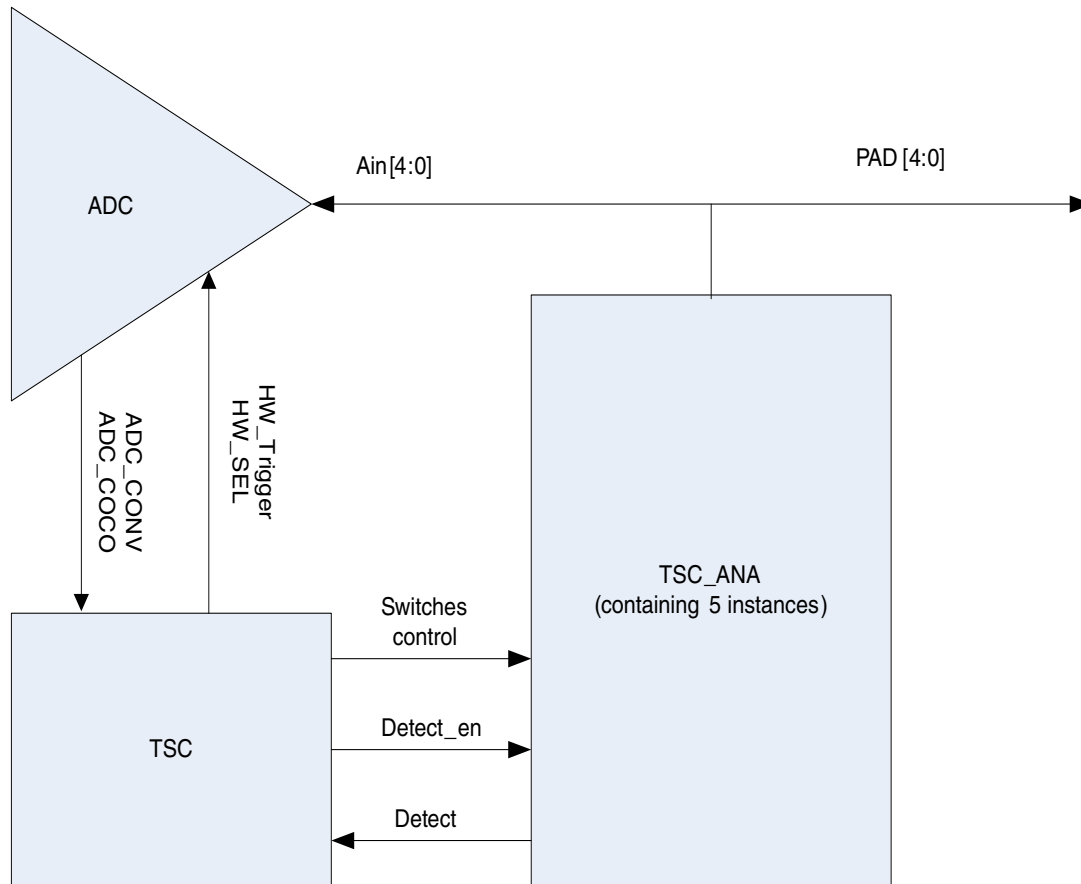 Ain[4:0]
PAD [4:0]
ADC
HW_Trigger
HW_SEL
ADC_CONV
ADC_COCO
TSC_ANA
(containing 5 instances)
Switches
control
Detect_en
TSC
Detect